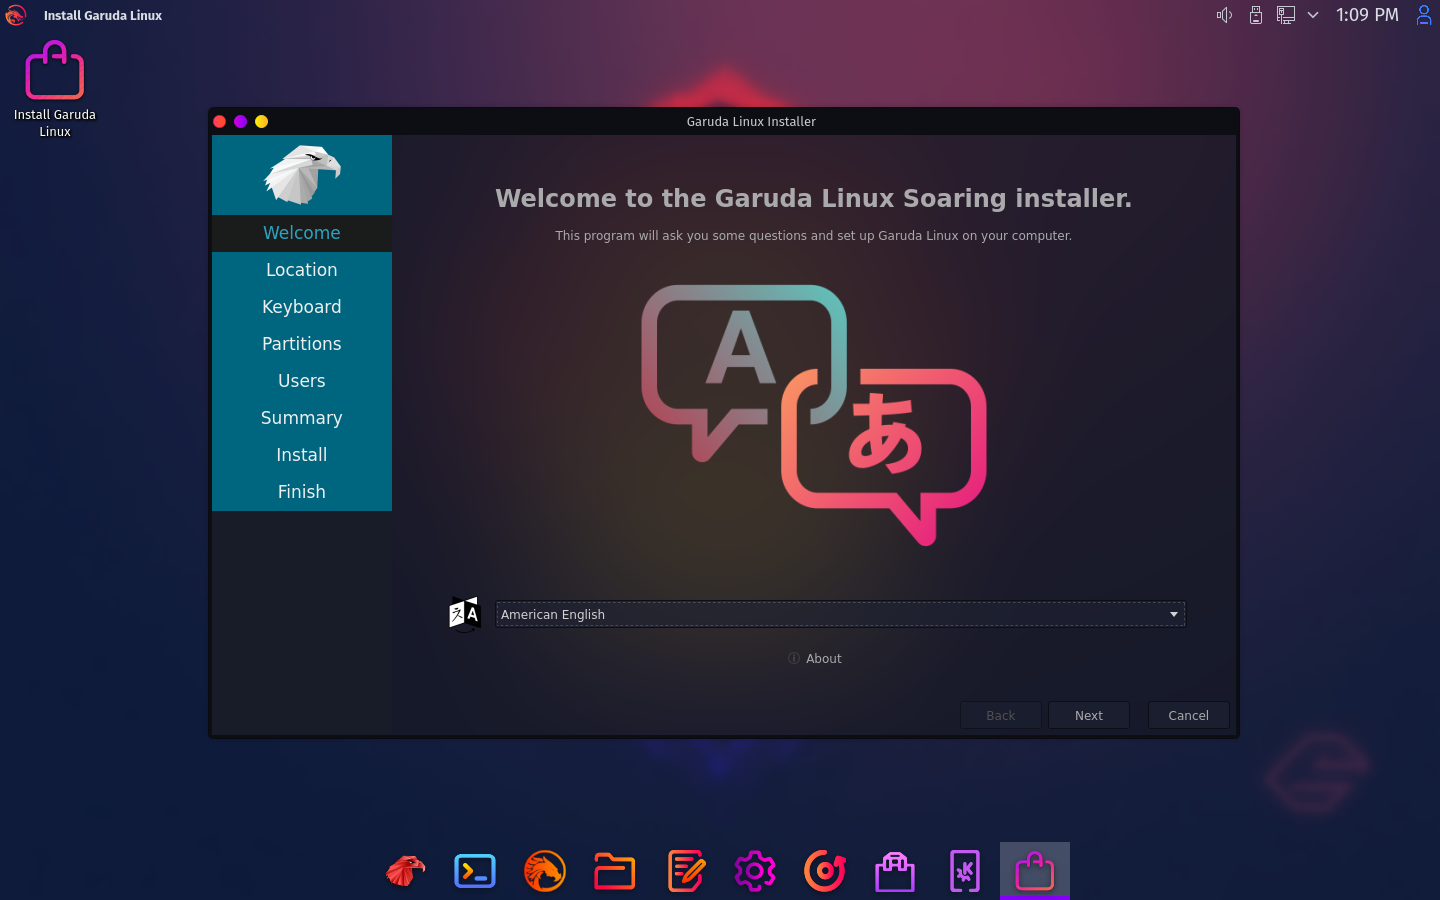 Install Garuda Linux
1:09 PM
Install Garuda
Linux
Garuda Linux Installer
Welcome
Location
Keyboard
Partitions
Users
Summary
Install
Finish
Welcome to the Garuda Linux Soaring installer.
This program will ask you some questions and set up Garuda Linux on your computer.
A
あ
American English
About
Back
Next
Cancel